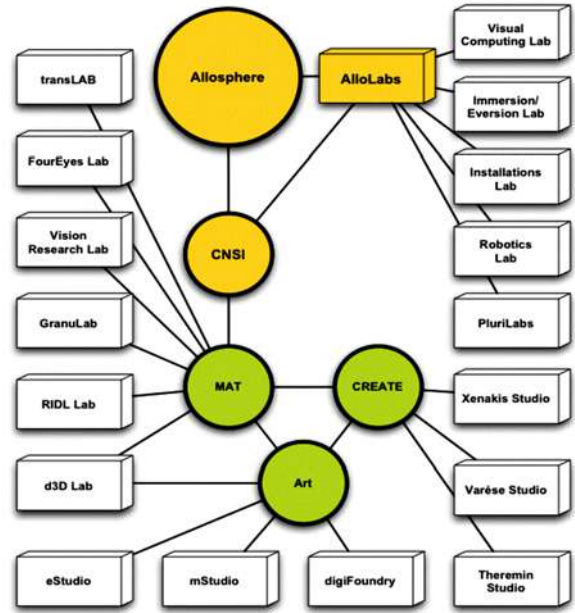 Visual
Computing Lab
Allosphere
AlloLabs
transLAB
Immersion/
Eversion Lab
FourEyes Lab
Installations
Lab
Vision
Research Lab
CNSI
Robotics
Lab
GranuLab
PluriLabs
MAT
CREATE
RIDL Lab
Xenakis Studio
d3D Lab
Art
Varése Studio
eStudio
mStudio
digiFoundry
Theremin
Studio